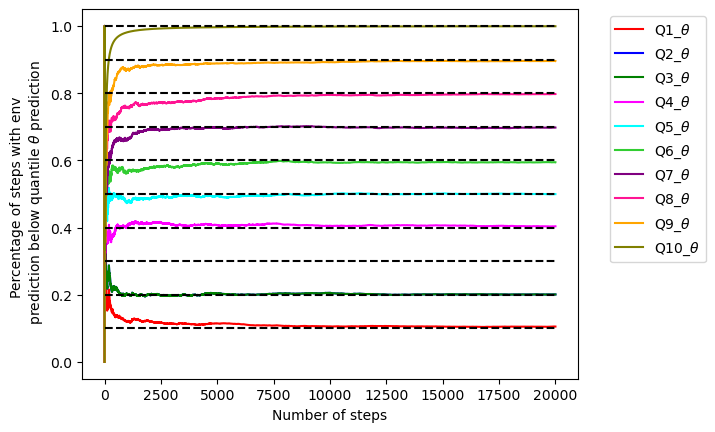 Percentage of steps with env
prediction below quantile θ prediction
1.0
0.8
0.6
0.4
0.2
0.0
0
2500
5000
7500
10000
12500
15000
17500
20000
Number of steps
Q1_θ
Q2_θ
Q3_θ
Q4_θ
Q5_θ
Q6_θ
Q7_θ
Q8_θ
Q9_θ
Q10_θ